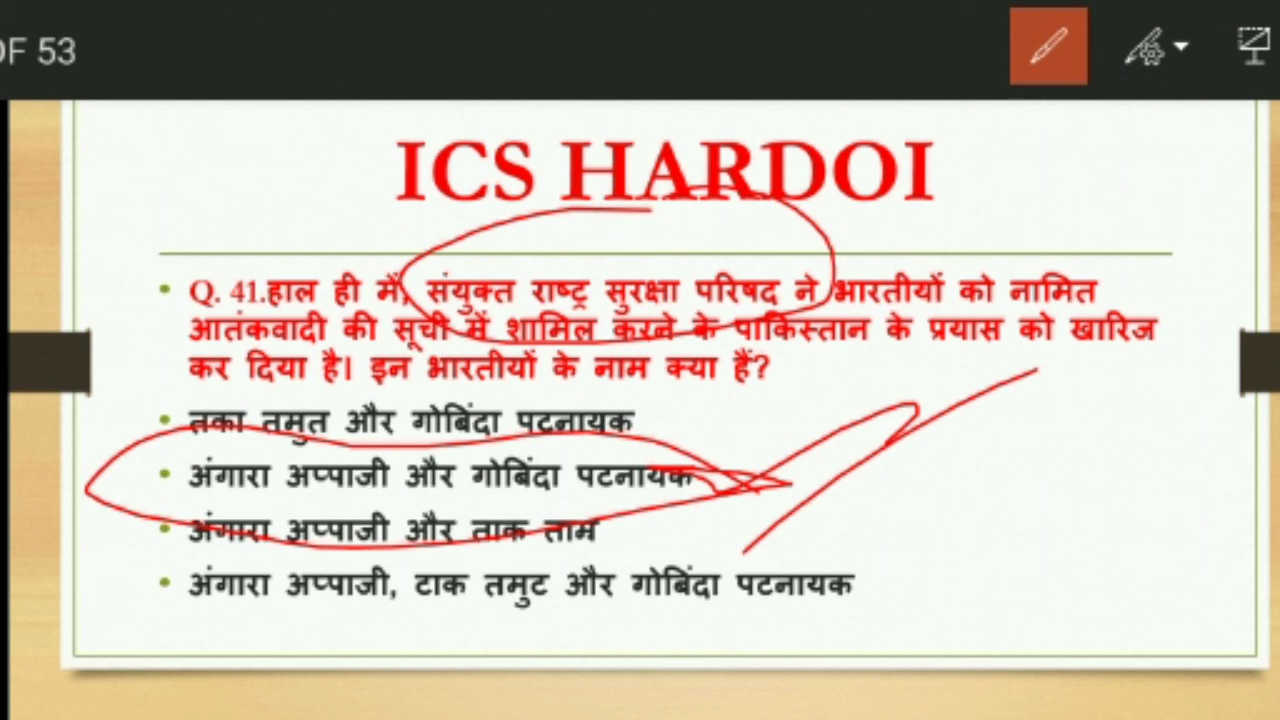 OF 53
ICS HARDOI
Q. 41.हाल ही में, संयुक्त राष्ट्र सुरक्षा परिषद ने भारतीयों को नामित
आतंकवादी की सूची में शामिल करने के पाकिस्तान के प्रयास को खारिज
कर दिया है। इन भारतीयों के नाम क्या हैं?
तका तमुत और गोबिंदा पटनायक
अंगारा अप्पाजी और गोबिंदा पटनायक
अंगारा अप्पाजी और ताक ताम
अंगारा अप्पाजी, टाक तमुट और गोबिंदा पटनायक